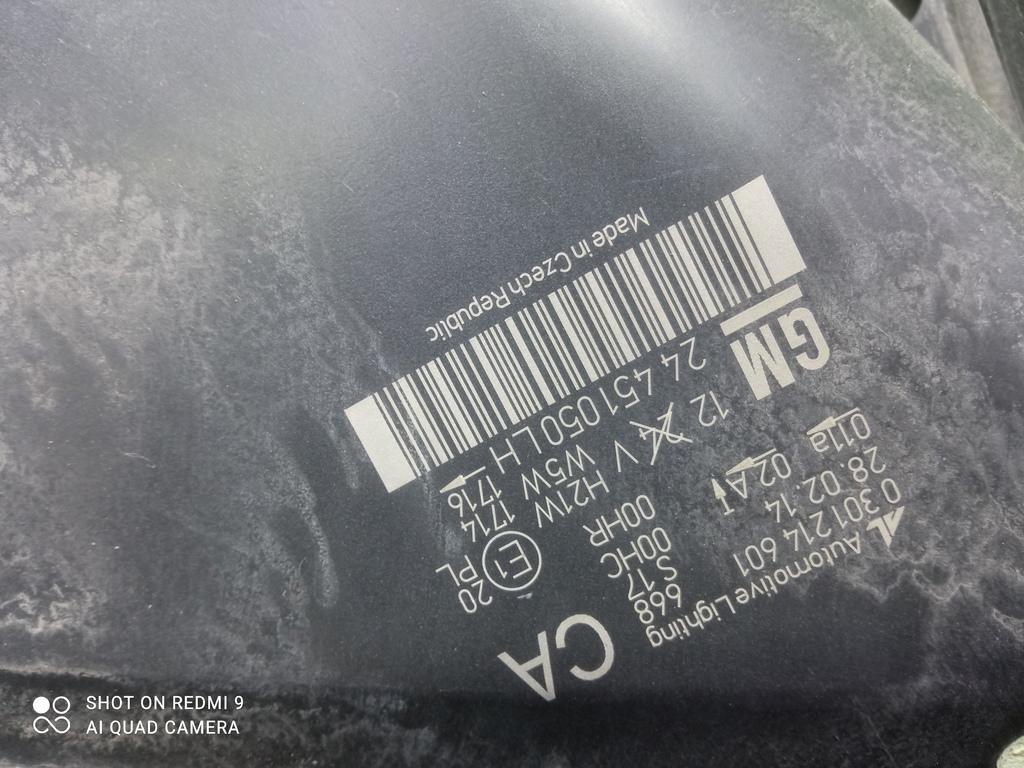 Automotive Lighting
0 301 214 601
28 02 14
011a
02 A
668
S 17
00HC
00HR
CA
20
PL
E1
1714
1716
H21W
W5W
12 V
GM
24 451 050 LH
Made in Czech Republic
SHOT ON REDMI 9
AI QUAD CAMERA